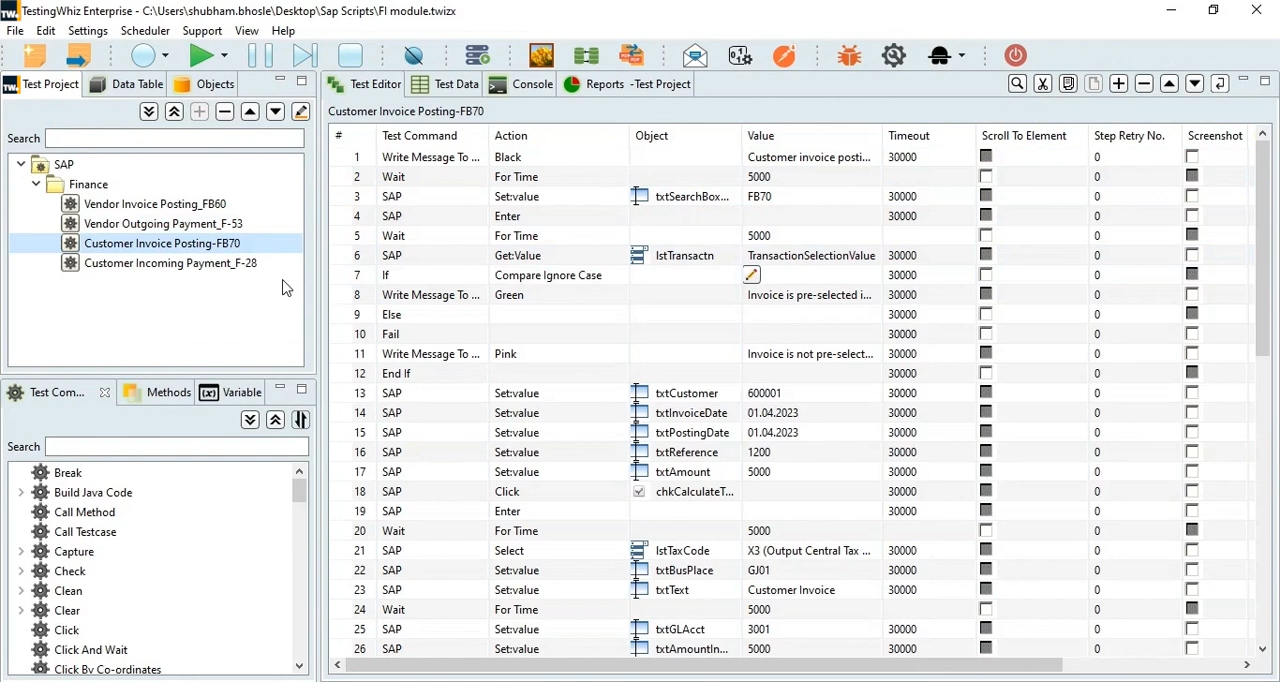 TW. TestingWhiz Enterprise - C:\Users\shubham.bhosle\Desktop\Sap Scripts\FI module.twizx
File Edit Settings Scheduler Support View Help
TW. Test Project Data Table Objects
Search
SAP
Finance
Vendor Invoice Posting_FB60
Vendor Outgoing Payment_F-53
Customer Invoice Posting-FB70
Customer Incoming Payment_F-28
Test Com... Methods (x) Variable
Search
Break
Build Java Code
Call Method
Call Testcase
Capture
Check
Clean
Clear
Click
Click And Wait
Click By Co-ordinates
Test Editor Test Data Console Reports - Test Project
Customer Invoice Posting-FB70
# Test Command Action Object Value Timeout Scroll To Element Step Retry No. Screenshot
1 Write Message To ... Black Customer invoice posti... 30000 0
2 Wait For Time 5000 0
3 SAP Set:value txtSearchBox... FB70 30000 0
4 SAP Enter 30000 0
5 Wait For Time 5000 0
6 SAP Get:Value lstTransactn TransactionSelectionValue 30000 0
7 If Compare Ignore Case 30000 0
8 Write Message To ... Green Invoice is pre-selected i... 30000 0
9 Else 30000 0
10 Fail 30000 0
11 Write Message To ... Pink Invoice is not pre-select... 30000 0
12 End If 30000 0
13 SAP Set:value txtCustomer 600001 30000 0
14 SAP Set:value txtInvoiceDate 01.04.2023 30000 0
15 SAP Set:value txtPostingDate 01.04.2023 30000 0
16 SAP Set:value txtReference 1200 30000 0
17 SAP Set:value txtAmount 5000 30000 0
18 SAP Click chkCalculateT... 30000 0
19 SAP Enter 30000 0
20 Wait For Time 5000 0
21 SAP Select lstTaxCode X3 (Output Central Tax ... 30000 0
22 SAP Set:value txtBusPlace GJ01 30000 0
23 SAP Set:value txtText Customer Invoice 30000 0
24 Wait For Time 5000 0
25 SAP Set:value txtGLAcct 3001 30000 0
26 SAP Set:value txtAmountIn... 5000 30000 0